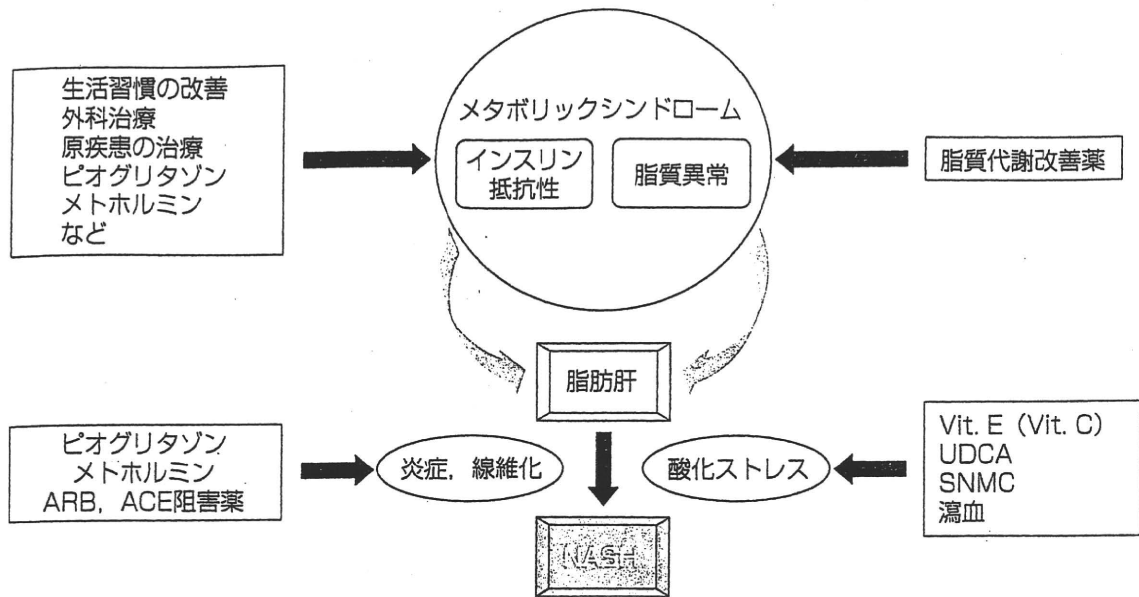 生活習慣の改善
外科治療
原疾患の治療
ピオグリタゾン
メトホルミン
など
メタボリックシンドローム
インスリン
抵抗性
脂質異常
脂質代謝改善薬
脂肪肝
ピオグリタゾン
メトホルミン
ARB, ACE阻害薬
炎症, 線維化
酸化ストレス
Vit. E (Vit. C)
UDCA
SNMC
瀉血
NASH